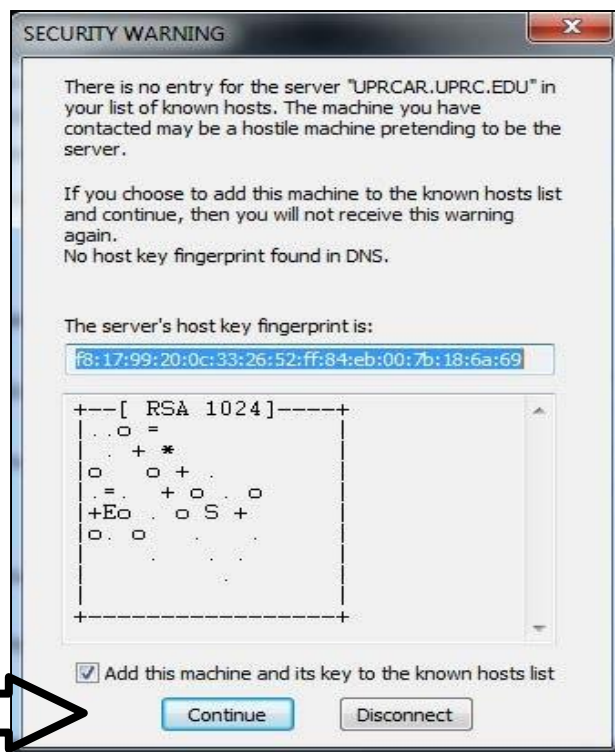 SECURITY WARNING
There is no entry for the server "UPRCAR.UPRC.EDU" in
your list of known hosts. The machine you have
contacted may be a hostile machine pretending to be the
server.
If you choose to add this machine to the known hosts list
and continue, then you will not receive this warning
again.
No host key fingerprint found in DNS.
The server's host key fingerprint is:
f8:17:99:20:0c:33:26:52:ff:84:eb:00:7b:18:6a:69
+--[ RSA 1024]----+
|..o =            |
| . + *           |
|o   o + .        |
|.=.  + o . o     |
|+Eo . o S +      |
|o. o   .   .     |
|    .   . .      |
|         .       |
|                 |
+-----------------+
Add this machine and its key to the known hosts list
Continue Disconnect